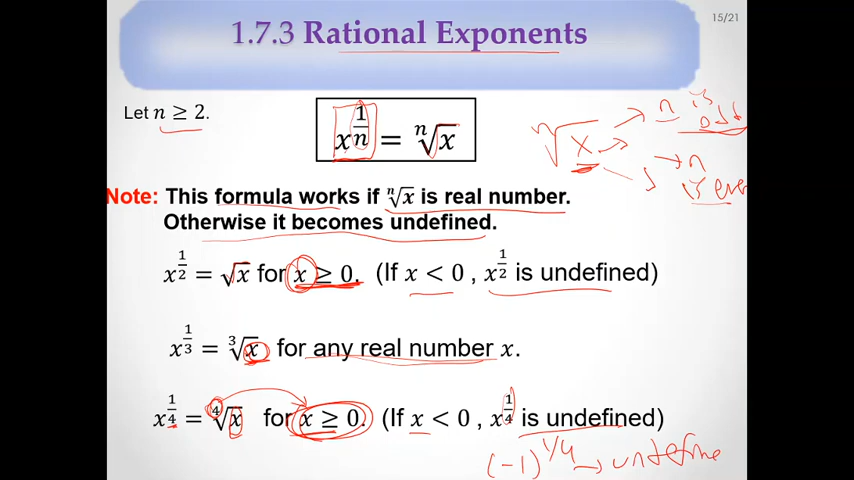 15/21
1.7.3 Rational Exponents
Let n ≥ 2.
x^(1/n) = ⁿ√x
ⁿ√x → n is odd
→ n is even
Note: This formula works if ⁿ√x is real number.
Otherwise it becomes undefined.
x^(1/2) = √x for x ≥ 0. (If x < 0 , x^(1/2) is undefined)
x^(1/3) = ³√x for any real number x.
x^(1/4) = ⁴√x for x ≥ 0. (If x < 0 , x^(1/4) is undefined)
(-1)^(1/4) → undefine